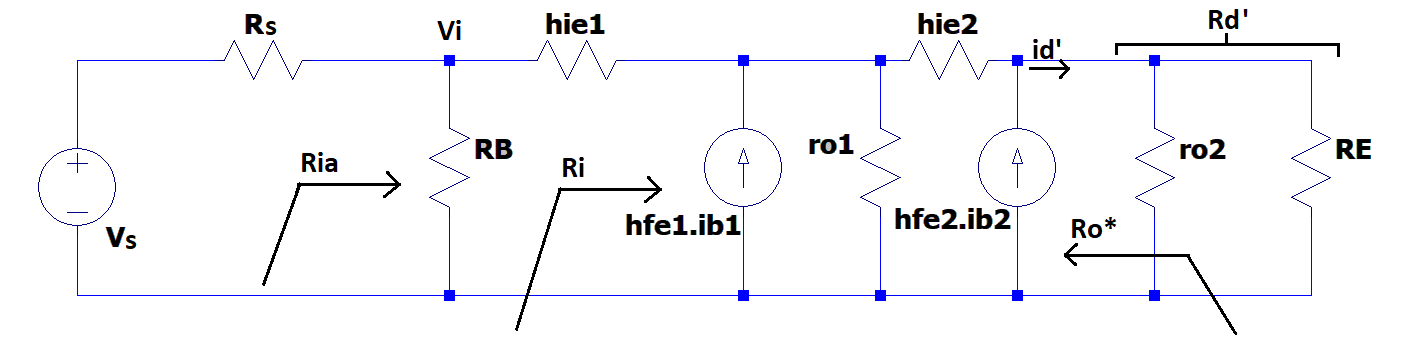 Rs
Vi
hie1
hie2
id'
Rd'
+
Ria
RB
Ri
ro1
ro2
RE
−
Vs
hfe1.ib1
hfe2.ib2
Ro*